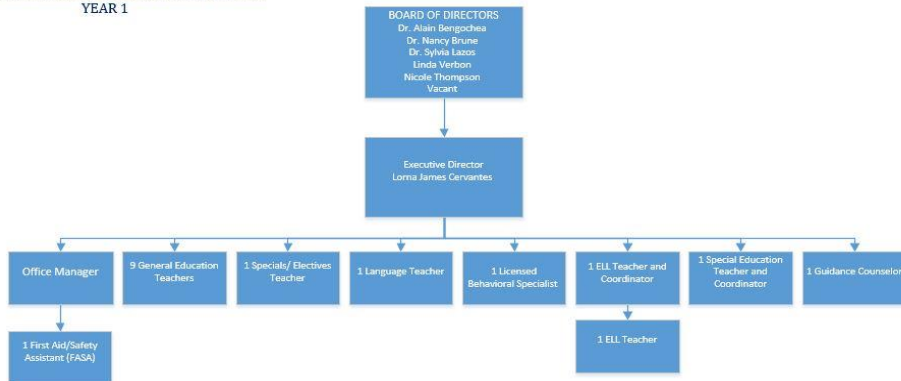 YEAR 1
BOARD OF DIRECTORS
Dr. Alain Bengochea
Dr. Nancy Brune
Dr. Sylvia Lazos
Linda Verbon
Nicole Thompson
Vacant
Executive Director
Lorna James Cervantes
Office Manager
9 General Education
Teachers
1 Specials/ Electives
Teacher
1 Language Teacher
1 Licensed
Behavioral Specialist
1 ELL Teacher and
Coordinator
1 Special Education
Teacher and
Coordinator
1 Guidance Counselor
1 First Aid/Safety
Assistant (FASA)
1 ELL Teacher